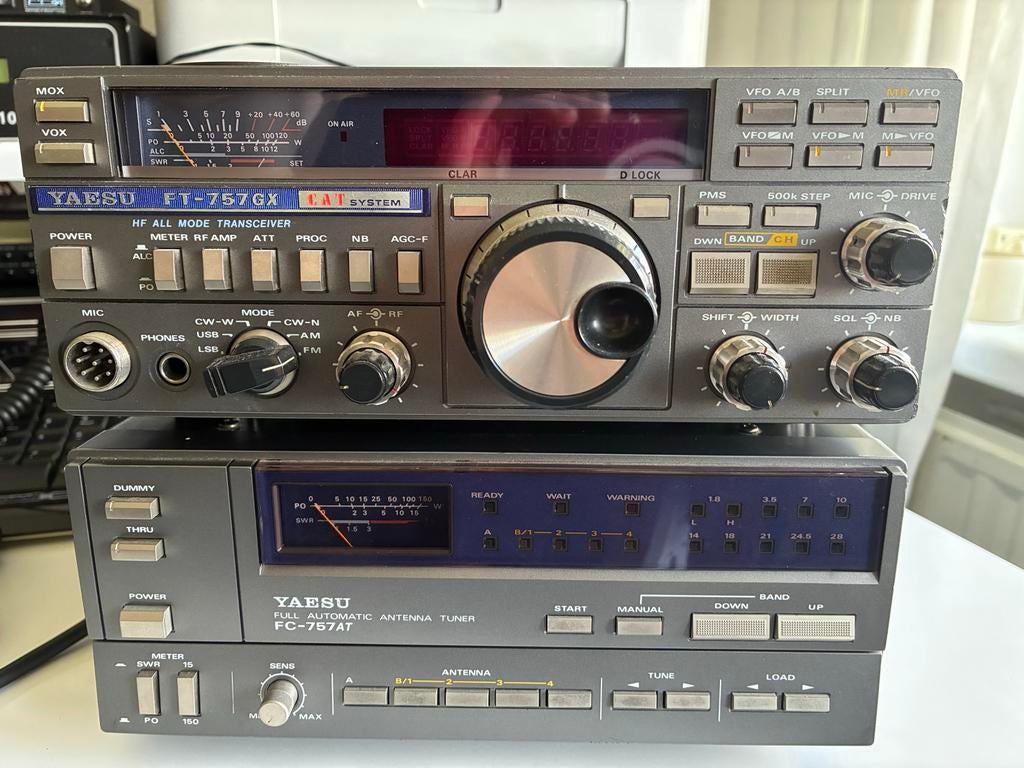 MOX
VOX
S 1 3 5 7 9 +20 +40 +60 dB
PO 5 10 20 50 100 120 W
ALC 2 3 5 8 10 12
SWR SET
ON AIR
CLAR
D LOCK
VFO A/B SPLIT MR/VFO
VFO M VFO►M M►VFO
YAESU FT-757GX CAT SYSTEM
HF ALL MODE TRANSCEIVER
PMS 500k STEP MIC DRIVE
POWER METER RF AMP ATT PROC NB AGC-F
ALC
PO
DWN BAND/CH UP
MIC
PHONES
MODE
CW-W CW-N
USB AM
LSB FM
AF RF
SHIFT WIDTH
SQL NB
DUMMY
THRU
POWER
PO 0 5 10 15 25 50 100 150 W
2 3 10 15
SWR 1 1.5 3
READY WAIT WARNING
1.8 3.5 7 10
L H
A B/1 2 3 4
14 18 21 24.5 28
YAESU
FULL AUTOMATIC ANTENNA TUNER
FC-757AT
START MANUAL BAND
DOWN UP
METER
SWR 15
PO 150
SENS
MAX
ANTENNA
A B/1 2 3 4
TUNE
◄ ►
LOAD
◄ ►